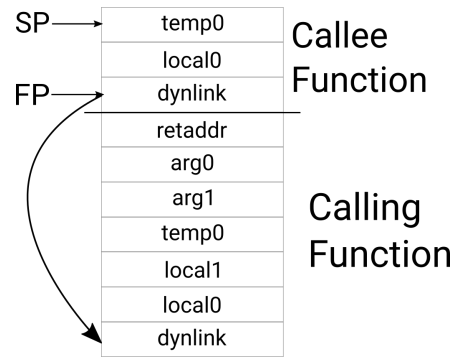 SP
temp0
local0
FP
dynlink
Callee
Function
retaddr
arg0
arg1
temp0
local1
local0
dynlink
Calling
Function